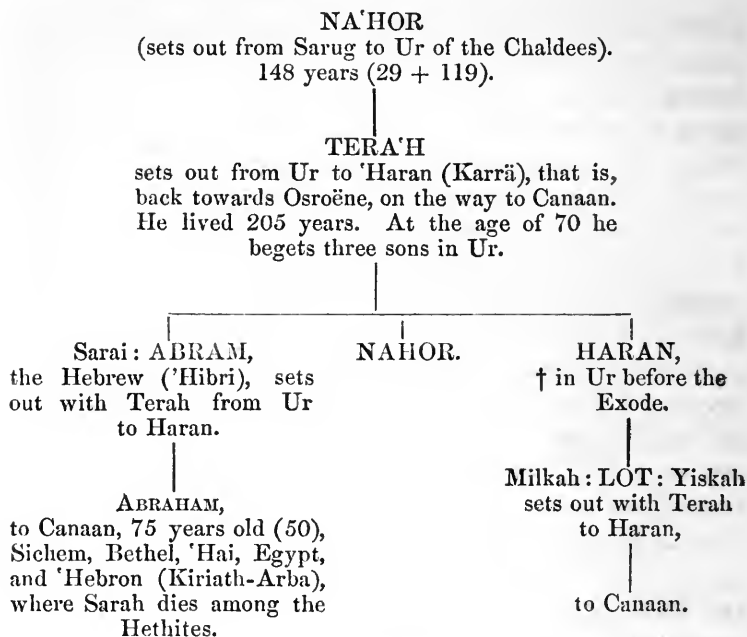 NA'HOR
(sets out from Sarug to Ur of the Chaldees).
148 years (29 + 119).
TERA'H
sets out from Ur to 'Haran (Karrä), that is,
back towards Osroëne, on the way to Canaan.
He lived 205 years. At the age of 70 he
begets three sons in Ur.
Sarai: ABRAM,
the Hebrew ('Hibri), sets
out with Terah from Ur
to Haran.
ABRAHAM,
to Canaan, 75 years old (50),
Sichem, Bethel, 'Hai, Egypt,
and 'Hebron (Kiriath-Arba),
where Sarah dies among the
Hethites.
NAHOR.
HARAN,
† in Ur before the
Exode.
Milkah: LOT: Yiskah
sets out with Terah
to Haran,
to Canaan.